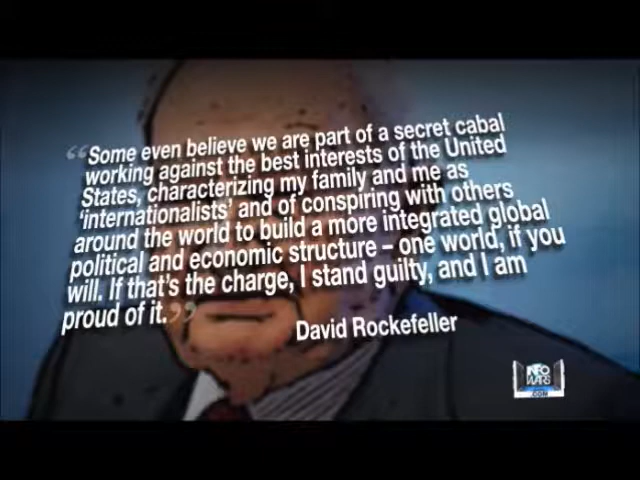 “Some even believe we are part of a secret cabal
working against the best interests of the United
States, characterizing my family and me as
‘internationalists’ and of conspiring with others
around the world to build a more integrated global
political and economic structure – one world, if you
will. If that's the charge, I stand guilty, and I am
proud of it.”
David Rockefeller
INFO
WARS
.COM